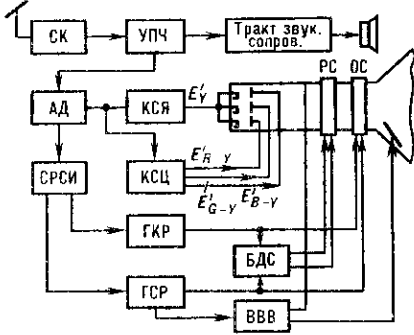 СК
УПЧ
Тракт звук.
сопров.
РС
ОС
АД
КСЯ
E'Y
E'R−Y
СРСИ
КСЦ
E'G−Y
E'B−Y
ГКР
БДС
ГСР
ВВВ